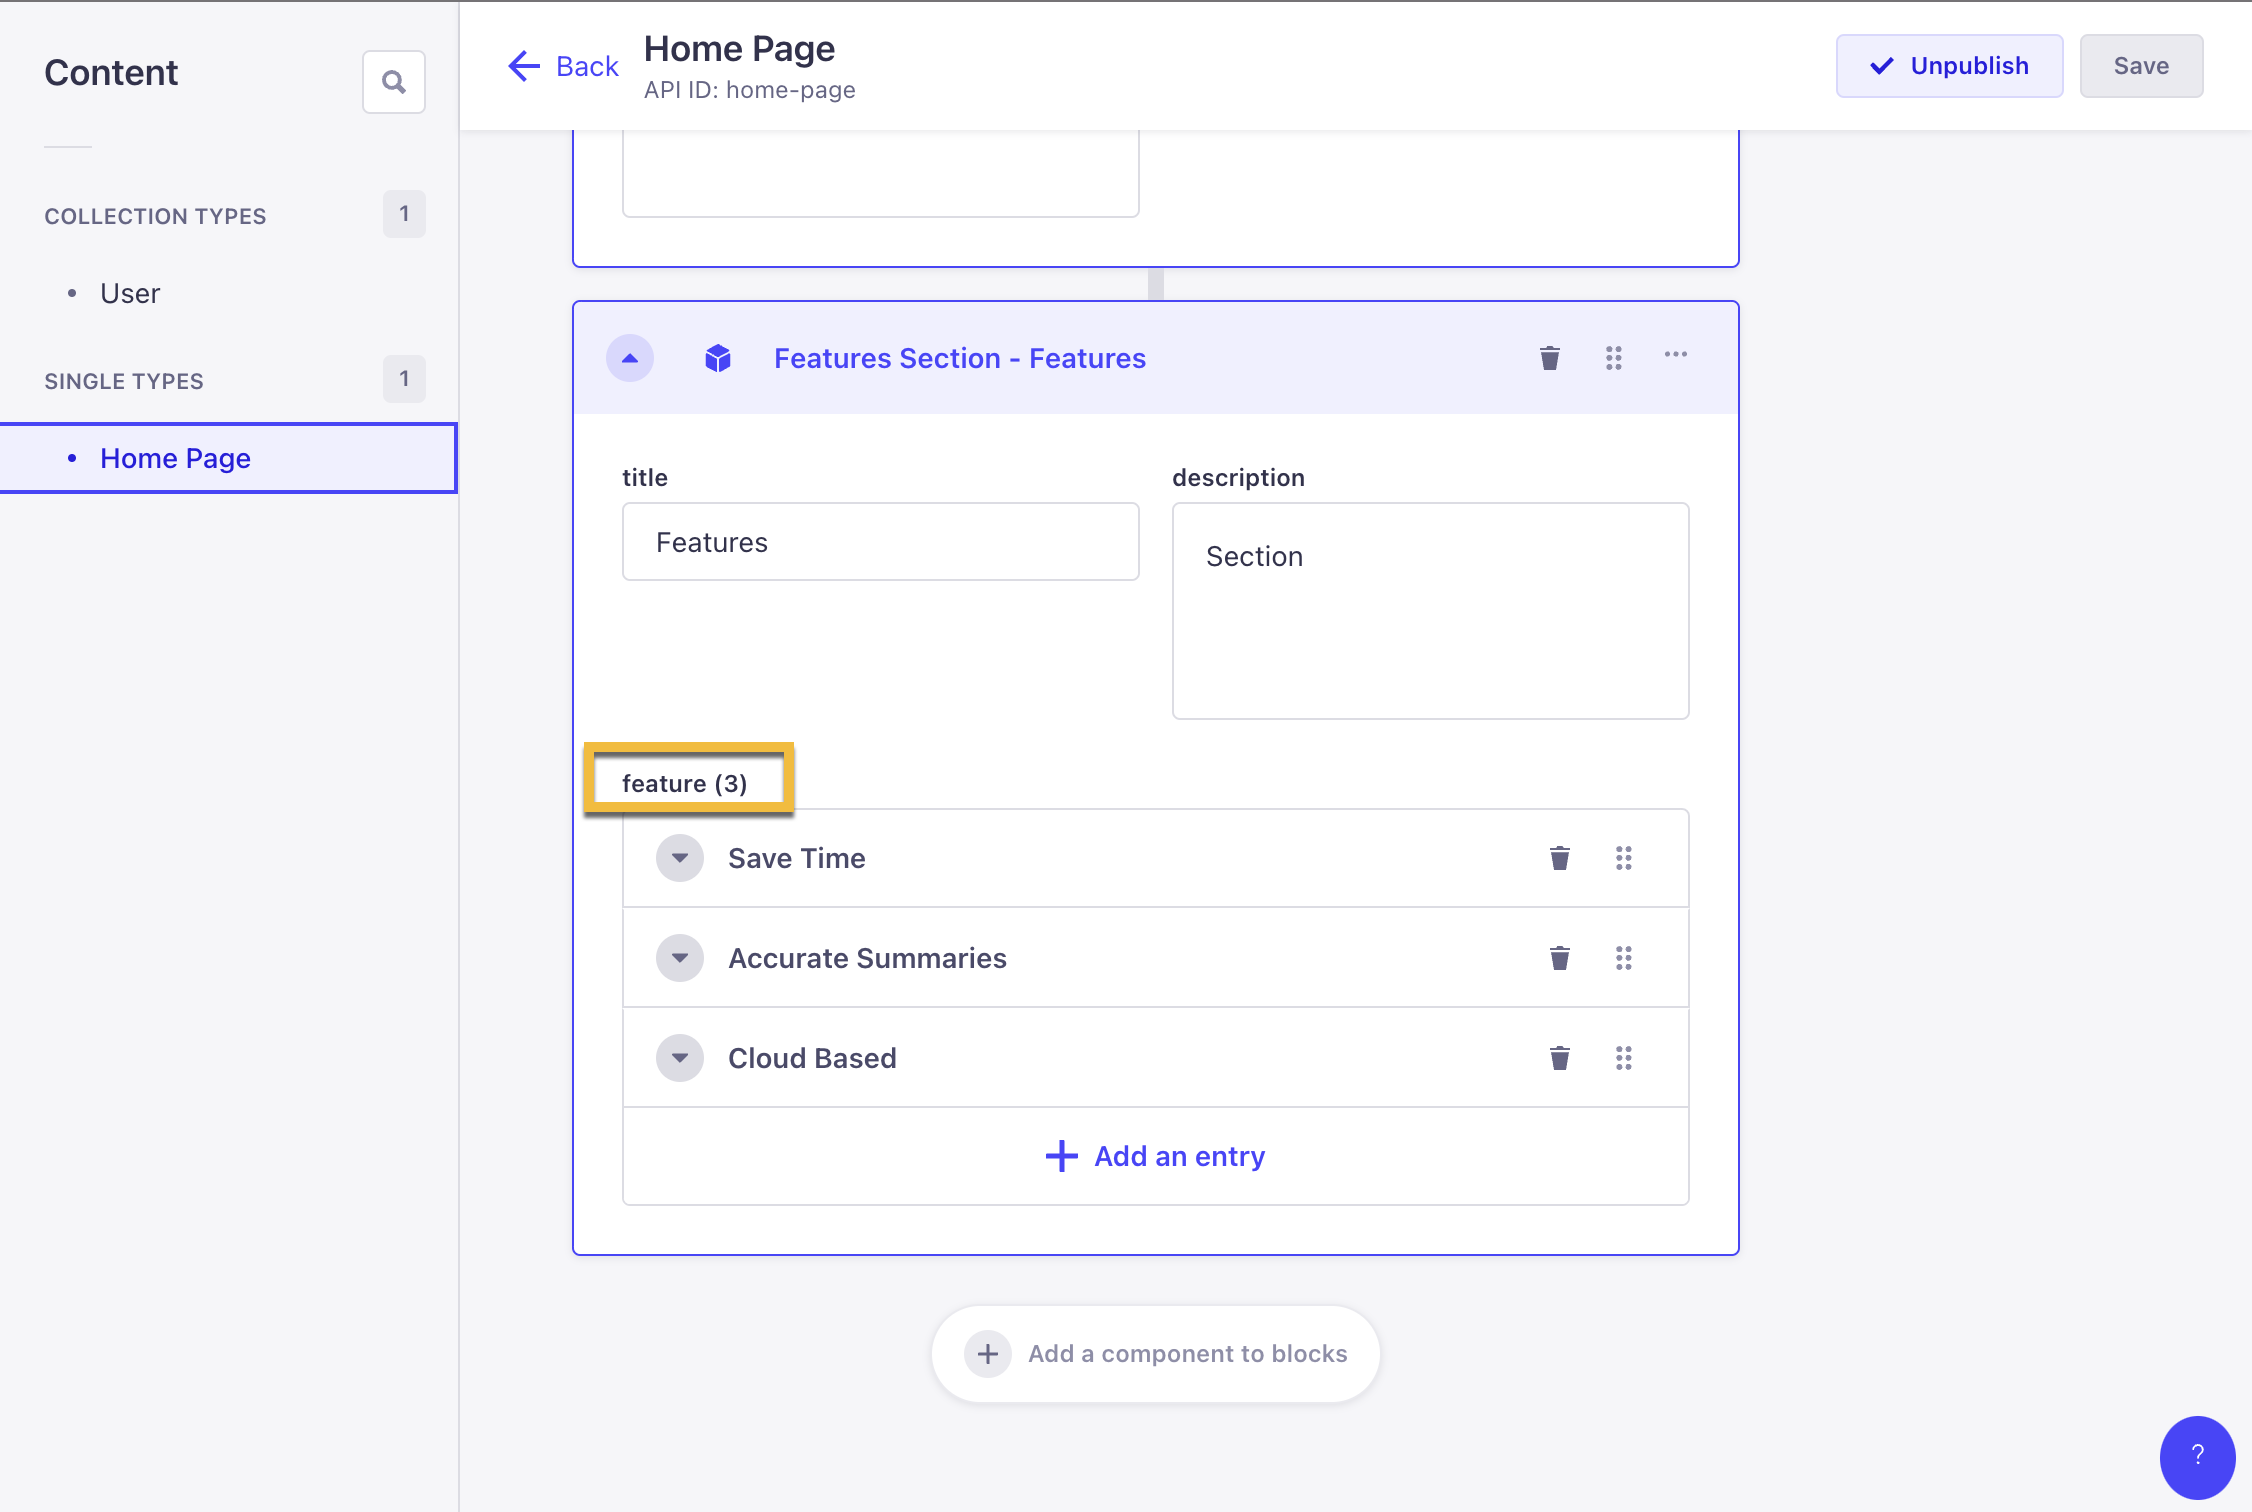 Content
COLLECTION TYPES 1
User
SINGLE TYPES 1
Home Page
Back
Home Page
API ID: home-page
Unpublish
Save
Features Section - Features
title
Features
description
Section
feature (3)
Save Time
Accurate Summaries
Cloud Based
Add an entry
Add a component to blocks
?